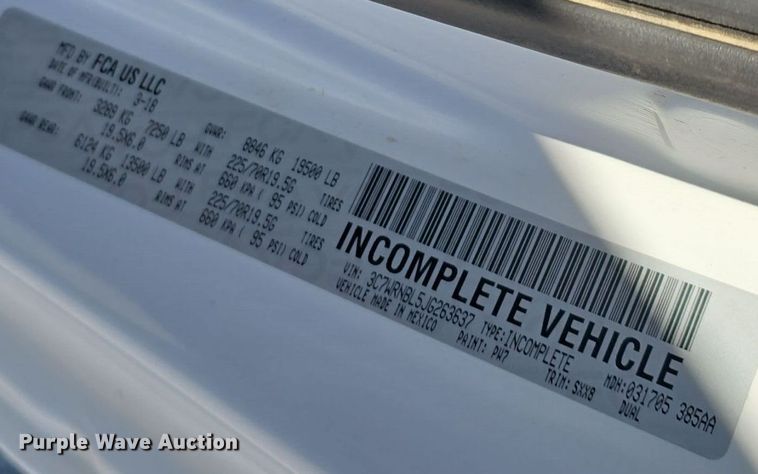 MFD BY FCA US LLC
DATE OF MFR(BUILT): 3-18 GVWR: 8846 KG 19500 LB
GAWR FRONT: 3289 KG 7250 LB WITH 225/70R19.5G TIRES
19.5X6.0 RIMS AT 660 KPA ( 95 PSI) COLD
GAWR REAR: 6124 KG 13500 LB WITH 225/70R19.5G TIRES
19.5X6.0 RIMS AT 660 KPA ( 95 PSI) COLD
INCOMPLETE VEHICLE
VIN: 3C7WRNBL5JG263637 TYPE:INCOMPLETE MDH:031705 385AA
VEHICLE MADE IN MEXICO PAINT: PW7 TRIM: SXX8 DUAL
Purple Wave Auction